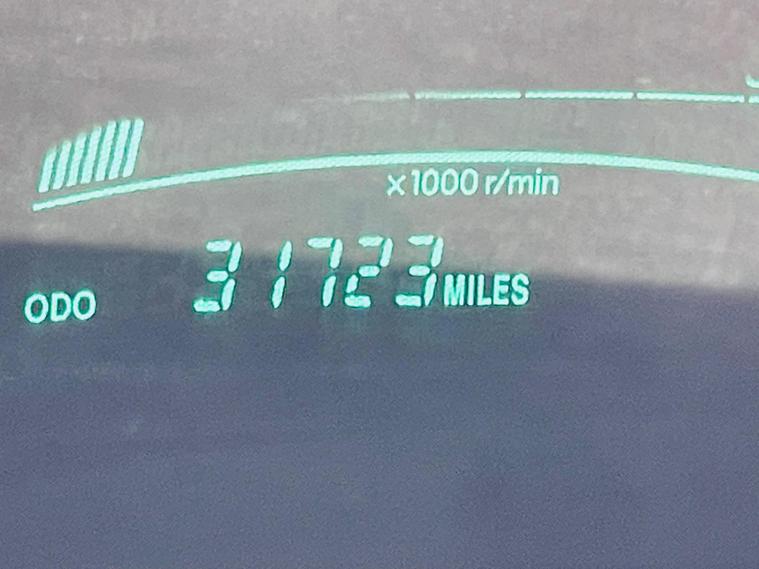 x1000 r/min
ODO 31723 MILES